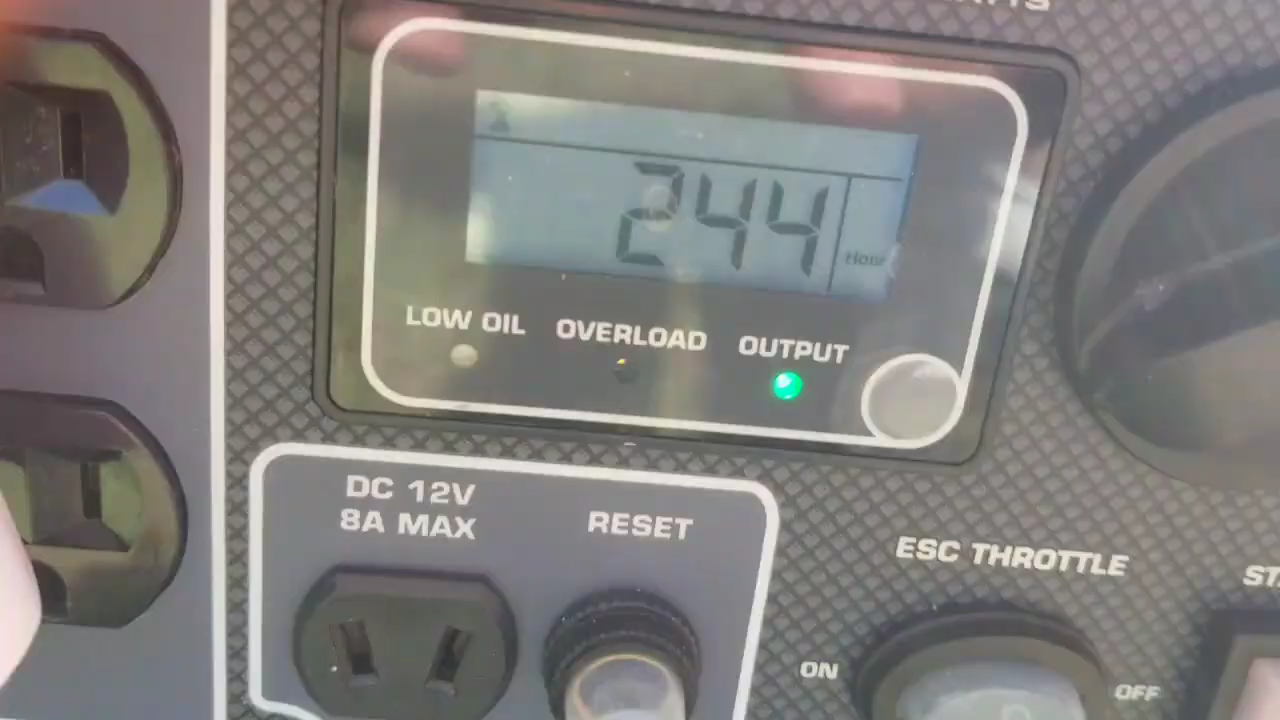 244
Hour
LOW OIL
OVERLOAD
OUTPUT
DC 12V
8A MAX
RESET
ESC THROTTLE
ON
OFF